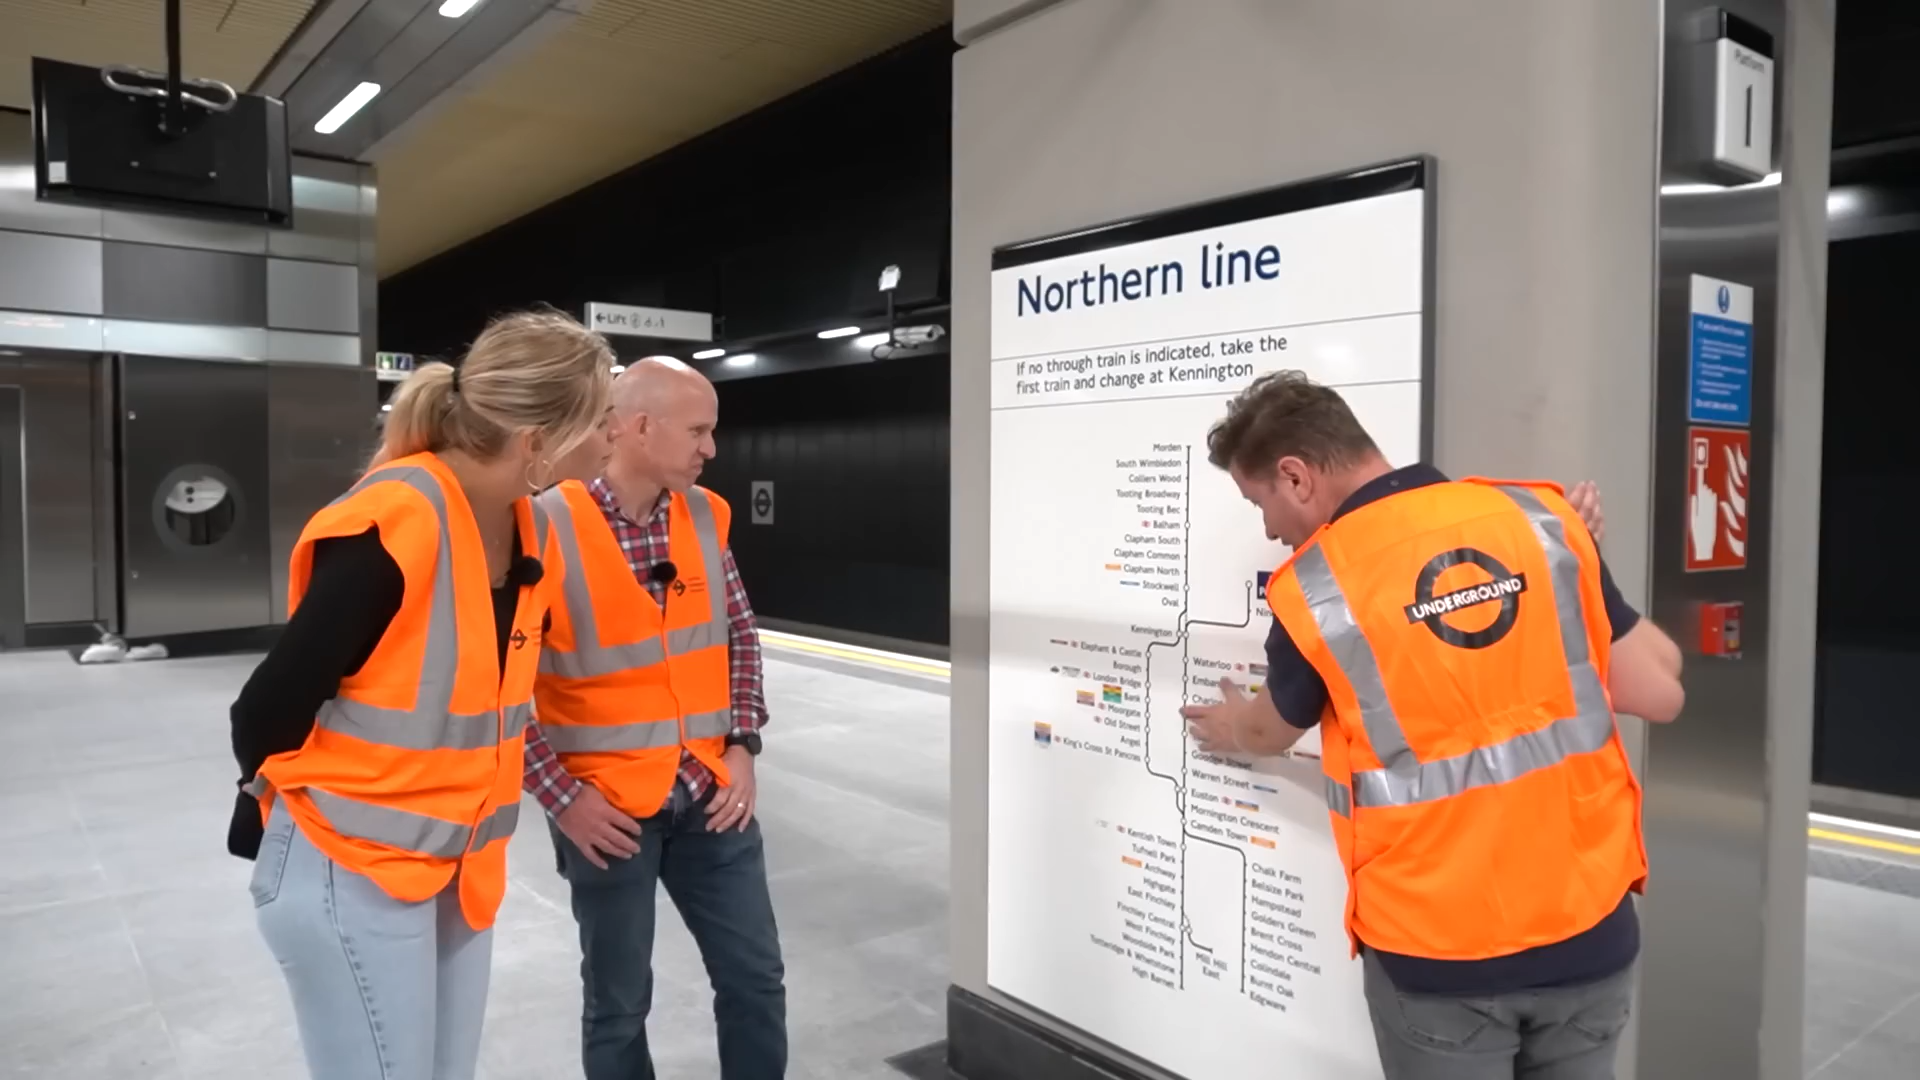 Platform
1
Lift
Northern line
If no through train is indicated, take the
first train and change at Kennington
Morden
South Wimbledon
Colliers Wood
Tooting Broadway
Tooting Bec
Balham
Clapham South
Clapham Common
Clapham North
Stockwell
Oval
Nin
Kennington
Elephant & Castle
Borough
London Bridge
Bank
Moorgate
Old Street
Angel
King's Cross St Pancras
Waterloo
Emban
Charin
Goodge Street
Warren Street
Euston
Mornington Crescent
Camden Town
Kentish Town
Tufnell Park
Archway
Highgate
East Finchley
Finchley Central
West Finchley
Woodside Park
Totteridge & Whetstone
High Barnet
Mill Hill
East
Chalk Farm
Belsize Park
Hampstead
Golders Green
Brent Cross
Hendon Central
Colindale
Burnt Oak
Edgware
UNDERGROUND